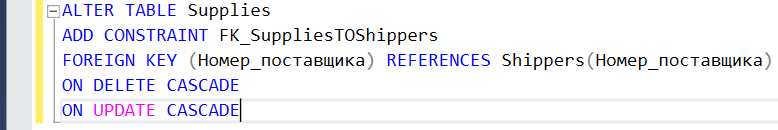 ALTER TABLE Supplies
ADD CONSTRAINT FK_SuppliesTOShippers
FOREIGN KEY (Номер_поставщика) REFERENCES Shippers(Номер_поставщика)
ON DELETE CASCADE
ON UPDATE CASCADE